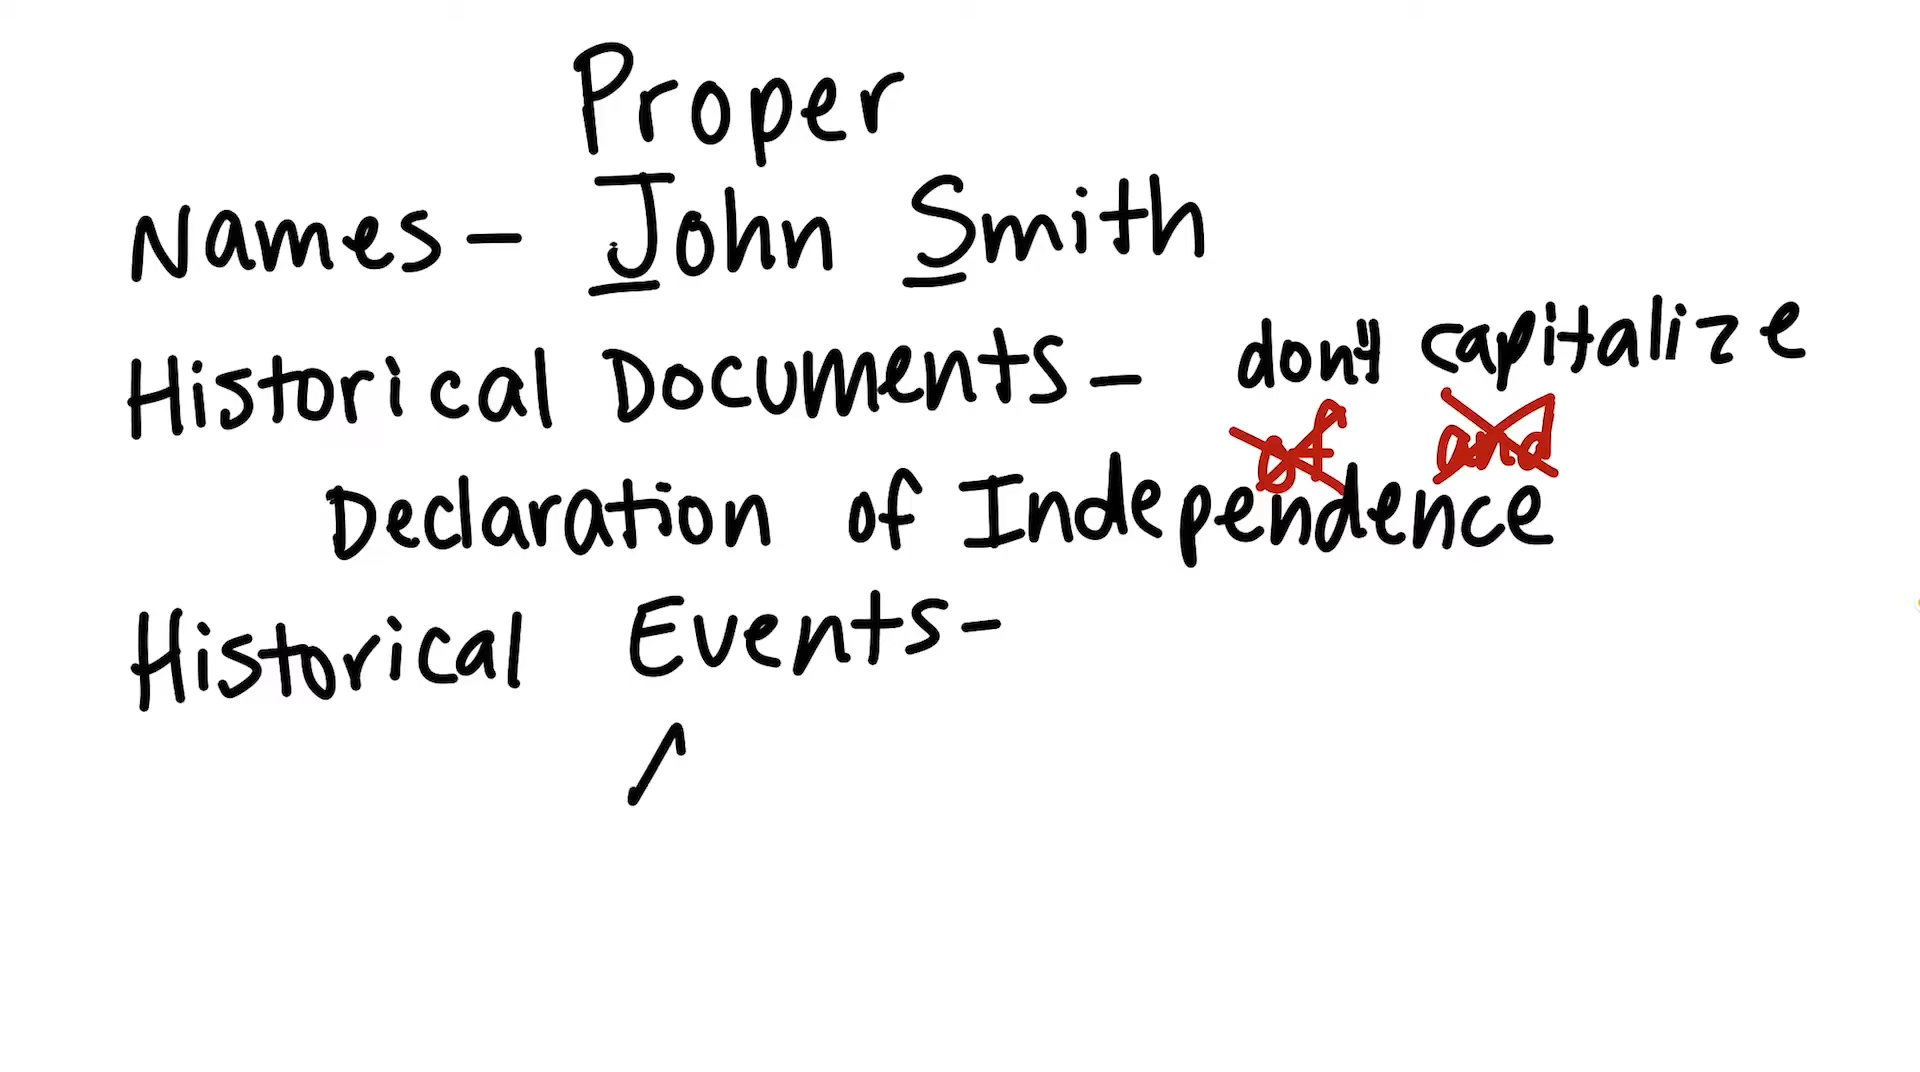 Proper
Names- John Smith
Historical Documents- don't capitalize
of and
Declaration of Independence
Historical Events-